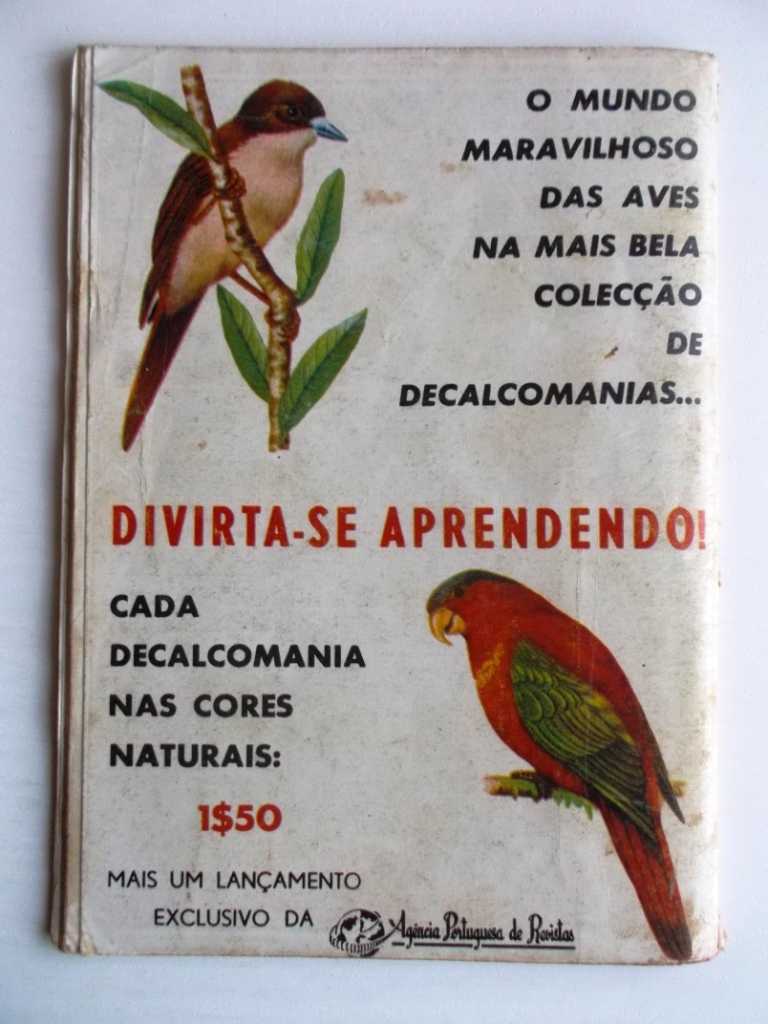 O MUNDO
MARAVILHOSO
DAS AVES
NA MAIS BELA
COLECÇÃO
DE
DECALCOMANIAS...
DIVIRTA-SE APRENDENDO!
CADA
DECALCOMANIA
NAS CORES
NATURAIS:
1$50
MAIS UM LANÇAMENTO
EXCLUSIVO DA Agência Portuguesa de Revistas